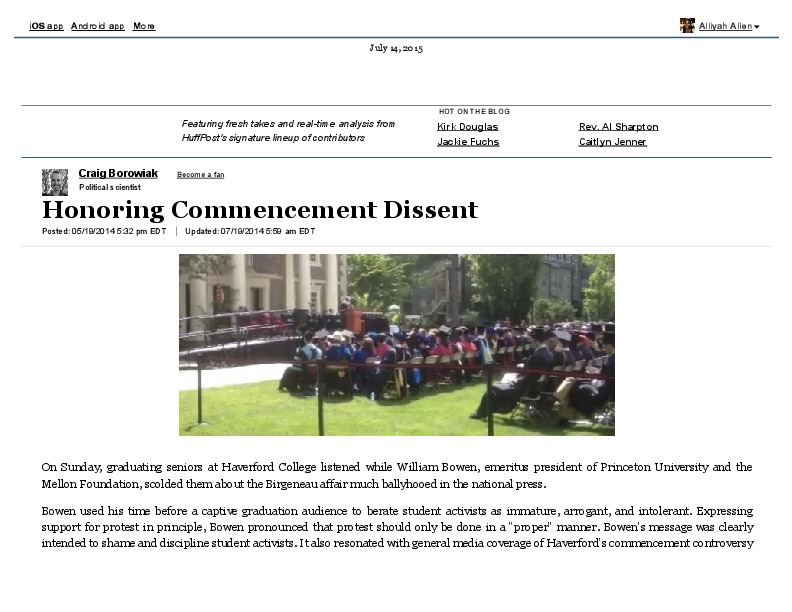 iOS app Android app More Alliyah Allen
July 14, 2015
HOT ON THE BLOG
Featuring fresh takes and real-time analysis from
HuffPost's signature lineup of contributors
Kirk Douglas Rev. Al Sharpton
Jackie Fuchs Caitlyn Jenner
Craig Borowiak Become a fan
Political scientist
Honoring Commencement Dissent
Posted: 05/19/2014 5:32 pm EDT | Updated: 07/19/2014 5:59 am EDT
On Sunday, graduating seniors at Haverford College listened while William Bowen, emeritus president of Princeton University and the
Mellon Foundation, scolded them about the Birgeneau affair much ballyhooed in the national press.
Bowen used his time before a captive graduation audience to berate student activists as immature, arrogant, and intolerant. Expressing
support for protest in principle, Bowen pronounced that protest should only be done in a "proper" manner. Bowen's message was clearly
intended to shame and discipline student activists. It also resonated with general media coverage of Haverford's commencement controversy